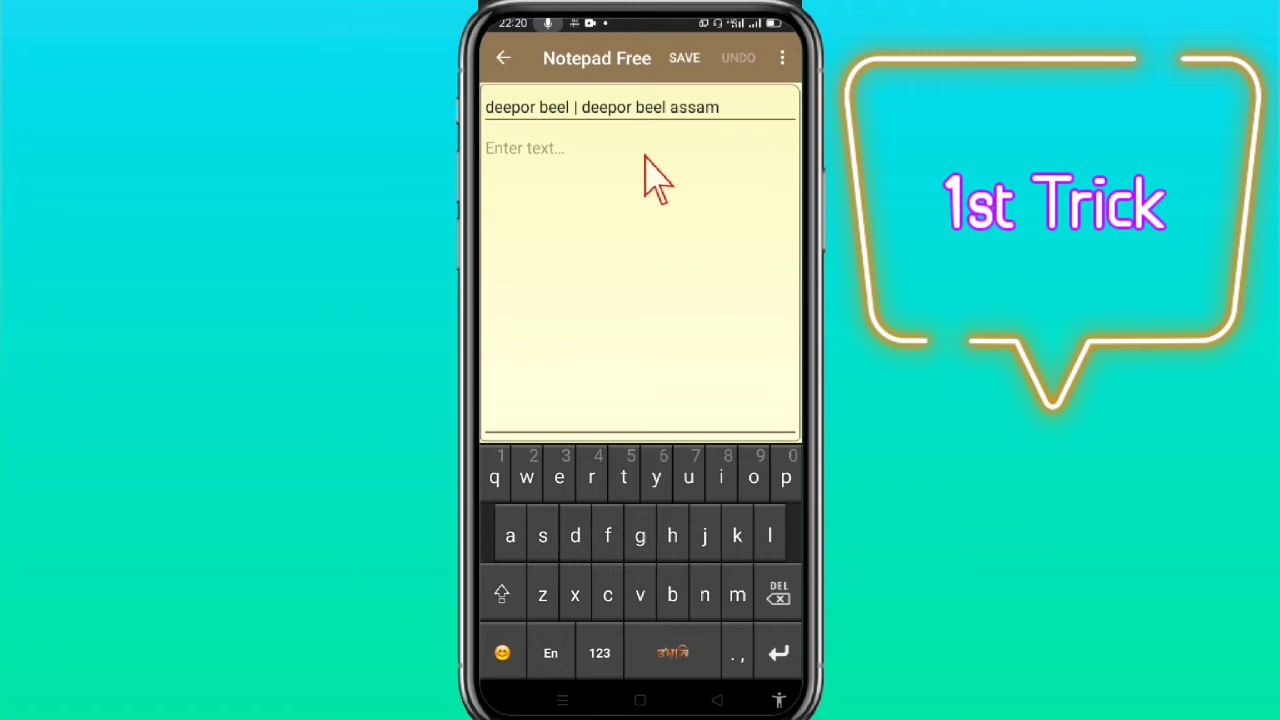 22:20
Notepad Free SAVE UNDO
deepor beel | deepor beel assam
Enter text...
1st Trick
1 2 3 4 5 6 7 8 9 0
q w e r t y u i o p
a s d f g h j k l
z x c v b n m DEL
En 123 . ,